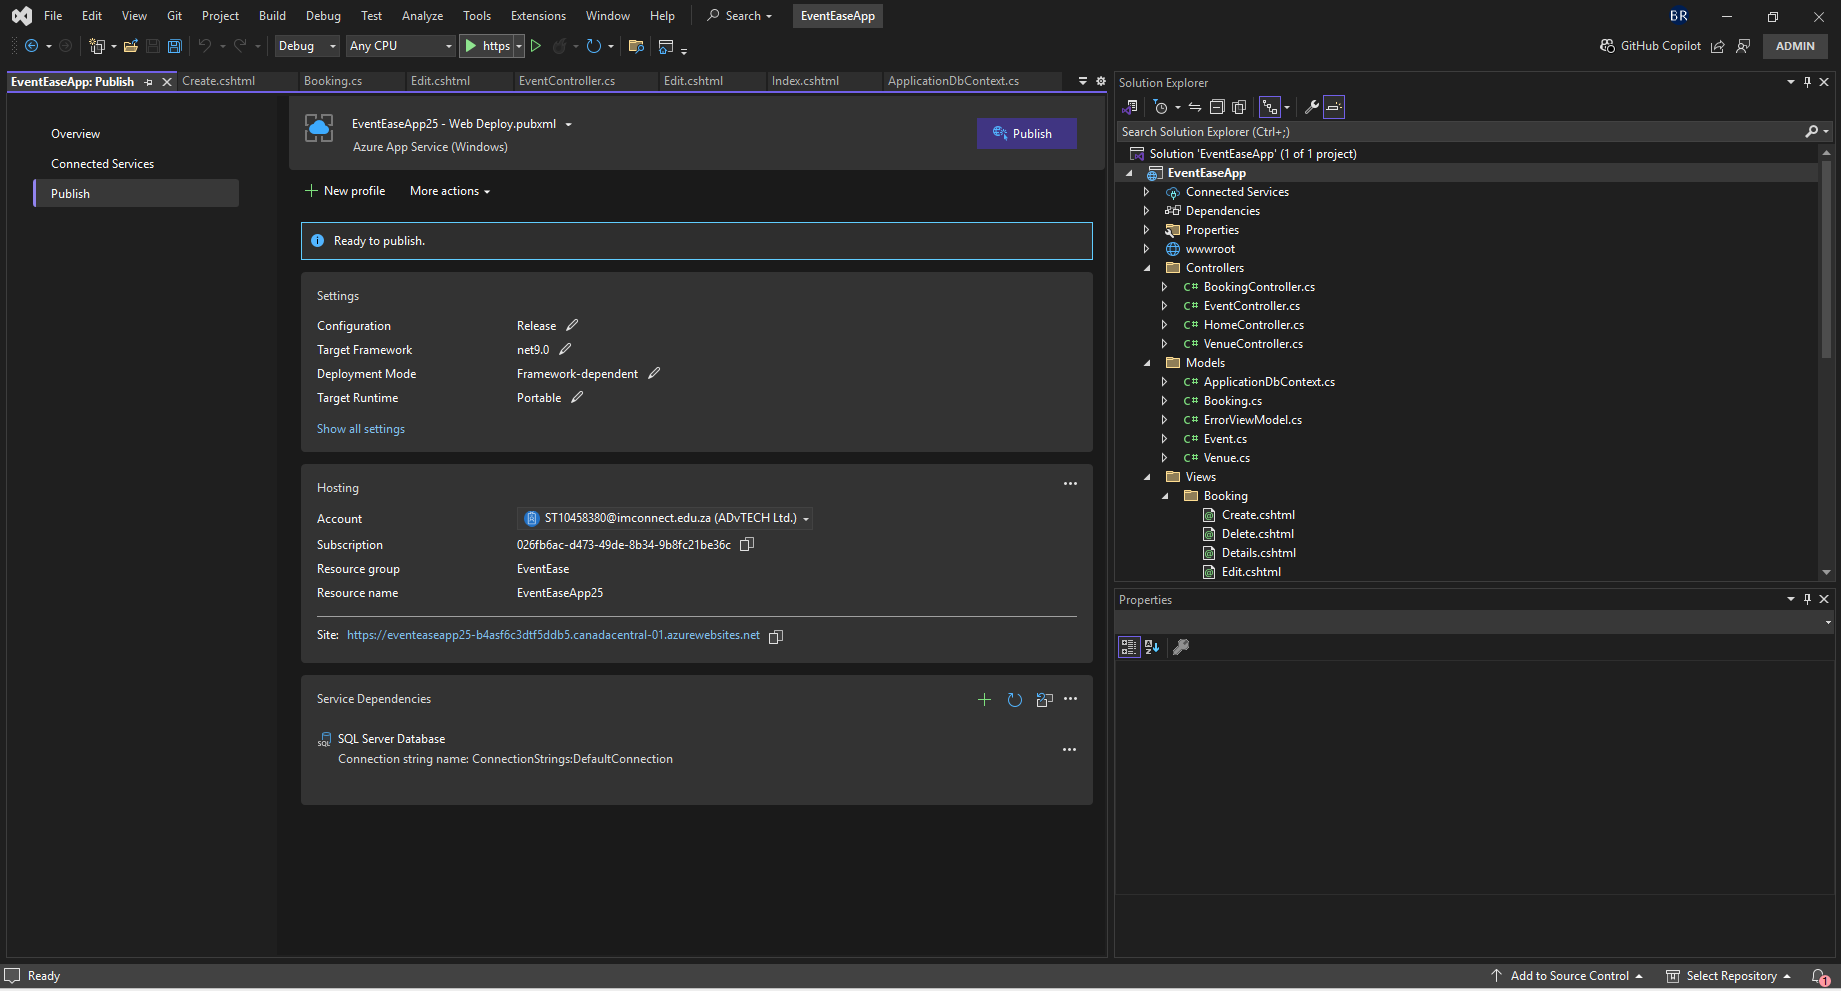 File Edit View Git Project Build Debug Test Analyze Tools Extensions Window Help Search EventEaseApp BR
Debug Any CPU https GitHub Copilot ADMIN
EventEaseApp: Publish Create.cshtml Booking.cs Edit.cshtml EventController.cs Edit.cshtml Index.cshtml ApplicationDbContext.cs
Overview
Connected Services
Publish
EventEaseApp25 - Web Deploy.pubxml
Azure App Service (Windows)
Publish
New profile More actions
Ready to publish.
Settings
Configuration Release
Target Framework net9.0
Deployment Mode Framework-dependent
Target Runtime Portable
Show all settings
Hosting
Account ST10458380@imconnect.edu.za (ADvTECH Ltd.)
Subscription 026fb6ac-d473-49de-8b34-9b8fc21be36c
Resource group EventEase
Resource name EventEaseApp25
Site: https://eventeaseapp25-b4asf6c3dtf5ddb5.canadacentral-01.azurewebsites.net
Service Dependencies
SQL Server Database
Connection string name: ConnectionStrings:DefaultConnection
Solution Explorer
Search Solution Explorer (Ctrl+;)
Solution 'EventEaseApp' (1 of 1 project)
EventEaseApp
Connected Services
Dependencies
Properties
wwwroot
Controllers
C# BookingController.cs
C# EventController.cs
C# HomeController.cs
C# VenueController.cs
Models
C# ApplicationDbContext.cs
C# Booking.cs
C# ErrorViewModel.cs
C# Event.cs
C# Venue.cs
Views
Booking
Create.cshtml
Delete.cshtml
Details.cshtml
Edit.cshtml
Properties
Ready Add to Source Control Select Repository 1